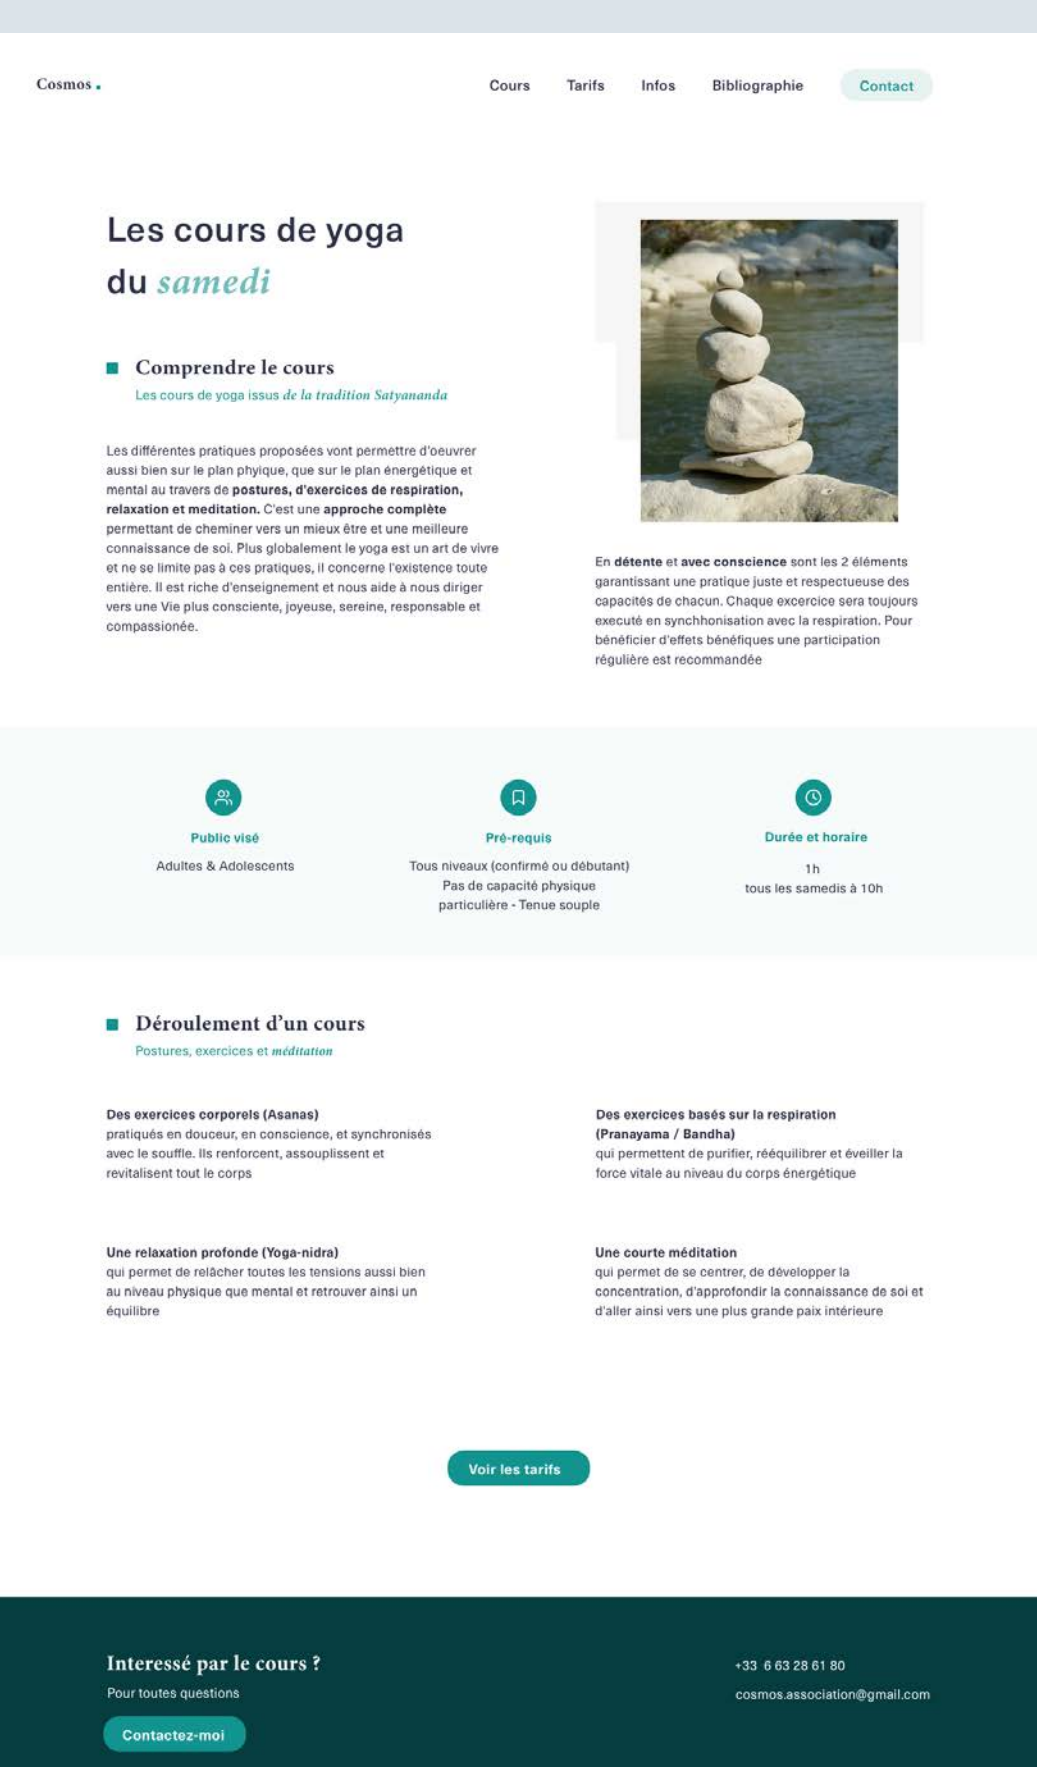 Cosmos.
Cours
Tarifs
Infos
Bibliographie
Contact
Les cours de yoga
du samedi
Comprendre le cours
Les cours de yoga issus de la tradition Satyananda
Les différentes pratiques proposées vont permettre d'oeuvrer
aussi bien sur le plan phyique, que sur le plan énergétique et
mental au travers de postures, d'exercices de respiration,
relaxation et meditation. C'est une approche complète
permettant de cheminer vers un mieux être et une meilleure
connaissance de soi. Plus globalement le yoga est un art de vivre
et ne se limite pas à ces pratiques, il concerne l'existence toute
entière. Il est riche d'enseignement et nous aide à nous diriger
vers une Vie plus consciente, joyeuse, sereine, responsable et
compassionée.
En détente et avec conscience sont les 2 éléments
garantissant une pratique juste et respectueuse des
capacités de chacun. Chaque excercice sera toujours
executé en synchhonisation avec la respiration. Pour
bénéficier d'effets bénéfiques une participation
régulière est recommandée
Public visé
Adultes & Adolescents
Pré-requis
Tous niveaux (confirmé ou débutant)
Pas de capacité physique
particulière - Tenue souple
Durée et horaire
1h
tous les samedis à 10h
Déroulement d’un cours
Postures, exercices et méditation
Des exercices corporels (Asanas)
pratiqués en douceur, en conscience, et synchronisés
avec le souffle. Ils renforcent, assouplissent et
revitalisent tout le corps
Des exercices basés sur la respiration
(Pranayama / Bandha)
qui permettent de purifier, rééquilibrer et éveiller la
force vitale au niveau du corps énergétique
Une relaxation profonde (Yoga-nidra)
qui permet de relâcher toutes les tensions aussi bien
au niveau physique que mental et retrouver ainsi un
équilibre
Une courte méditation
qui permet de se centrer, de développer la
concentration, d'approfondir la connaissance de soi et
d'aller ainsi vers une plus grande paix intérieure
Voir les tarifs
Interessé par le cours ?
Pour toutes questions
Contactez-moi
+33 6 63 28 61 80
cosmos.association@gmail.com